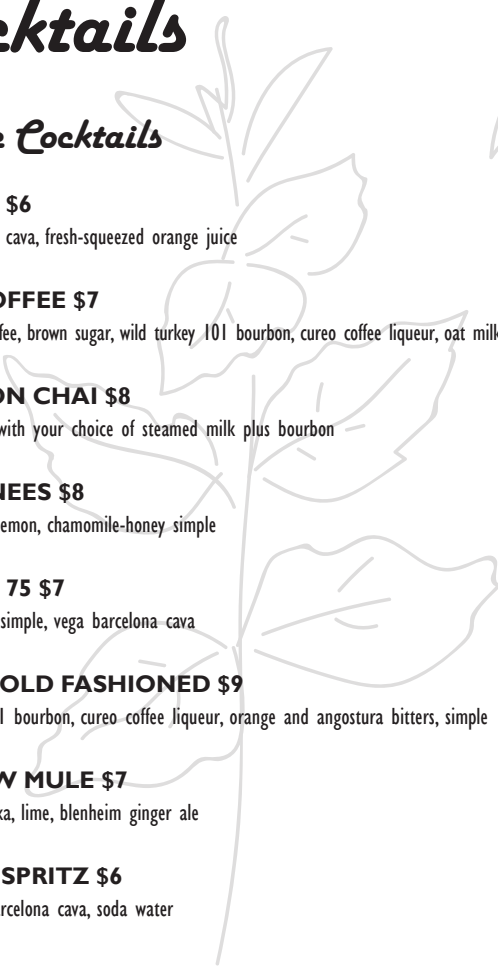 cktails
e Cocktails
$6
cava, fresh-squeezed orange juice
OFFEE $7
fee, brown sugar, wild turkey 101 bourbon, cureo coffee liqueur, oat milk
ON CHAI $8
with your choice of steamed milk plus bourbon
NEES $8
emon, chamomile-honey simple
75 $7
simple, vega barcelona cava
OLD FASHIONED $9
1 bourbon, cureo coffee liqueur, orange and angostura bitters, simple
W MULE $7
ka, lime, blenheim ginger ale
SPRITZ $6
rcelona cava, soda water